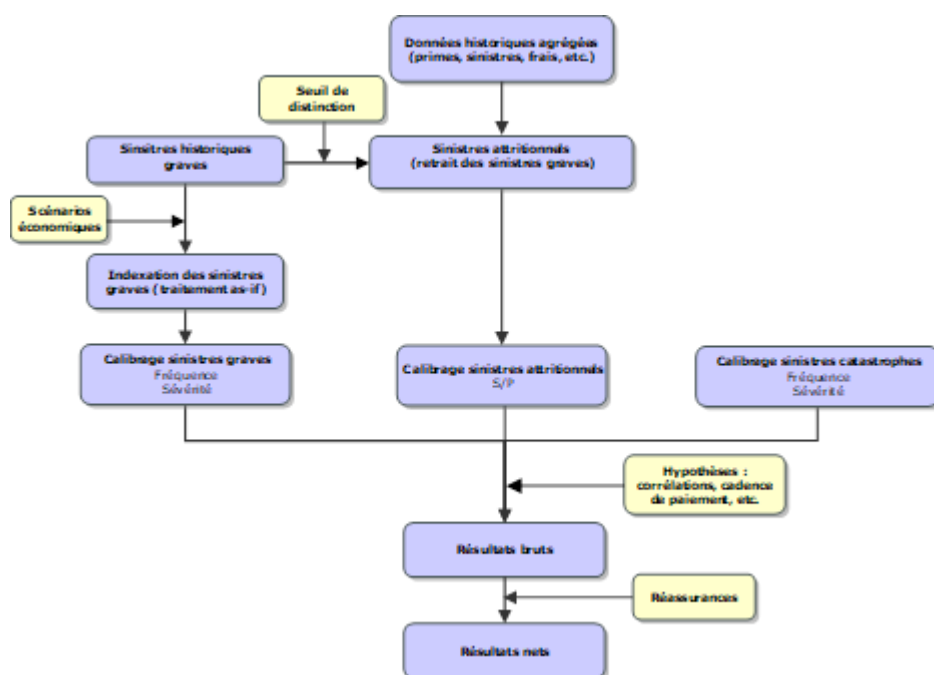 Données historiques agrégées
(primes, sinistres, frais, etc.)
Seuil de
distinction
Sinsitres historiques
graves
Sinistres attritionnels
(retrait des sinistres graves)
Scénarios
économiques
Indexation des sinistres
graves (traitement as-if)
Calibrage sinistres graves
Fréquence
Sévérité
Calibrage sinistres attritionnels
S/P
Calibrage sinistres catastrophes
Fréquence
Sévérité
Hypothèses :
corrélations, cadence
de paiement, etc.
Résultats bruts
Réassurances
Résultats nets